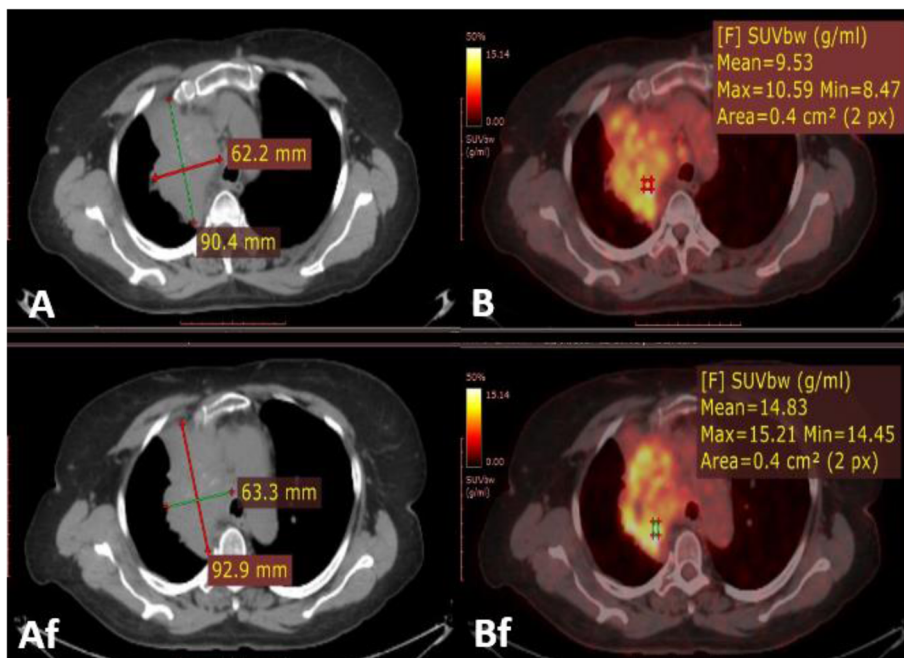 62.2 mm
90.4 mm
A
50%
15.14
0.00
SUVbw
(g/ml)
[F] SUVbw (g/ml)
Mean=9.53
Max=10.59 Min=8.47
Area=0.4 cm² (2 px)
B
63.3 mm
92.9 mm
Af
50%
15.14
0.00
SUVbw
(g/ml)
[F] SUVbw (g/ml)
Mean=14.83
Max=15.21 Min=14.45
Area=0.4 cm² (2 px)
Bf